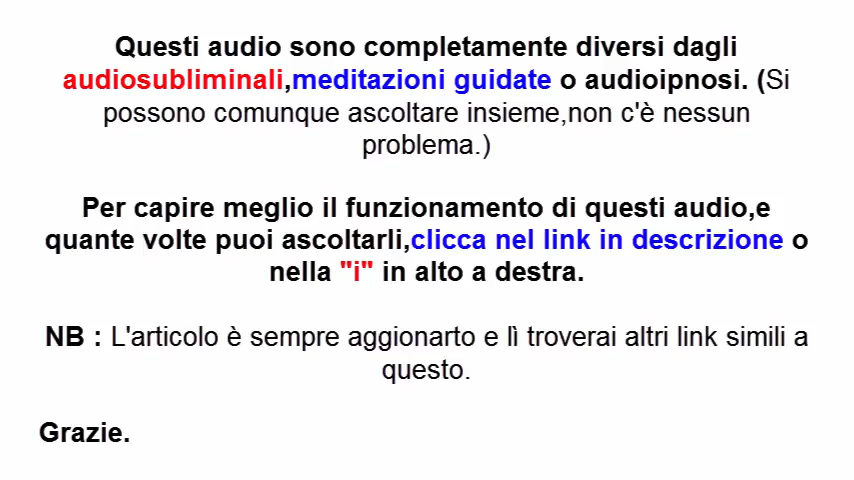 Questi audio sono completamente diversi dagli
audiosubliminali,meditazioni guidate o audioipnosi. (Si
possono comunque ascoltare insieme,non c'è nessun
problema.)
Per capire meglio il funzionamento di questi audio,e
quante volte puoi ascoltarli,clicca nel link in descrizione o
nella "i" in alto a destra.
NB : L'articolo è sempre aggionarto e lì troverai altri link simili a
questo.
Grazie.